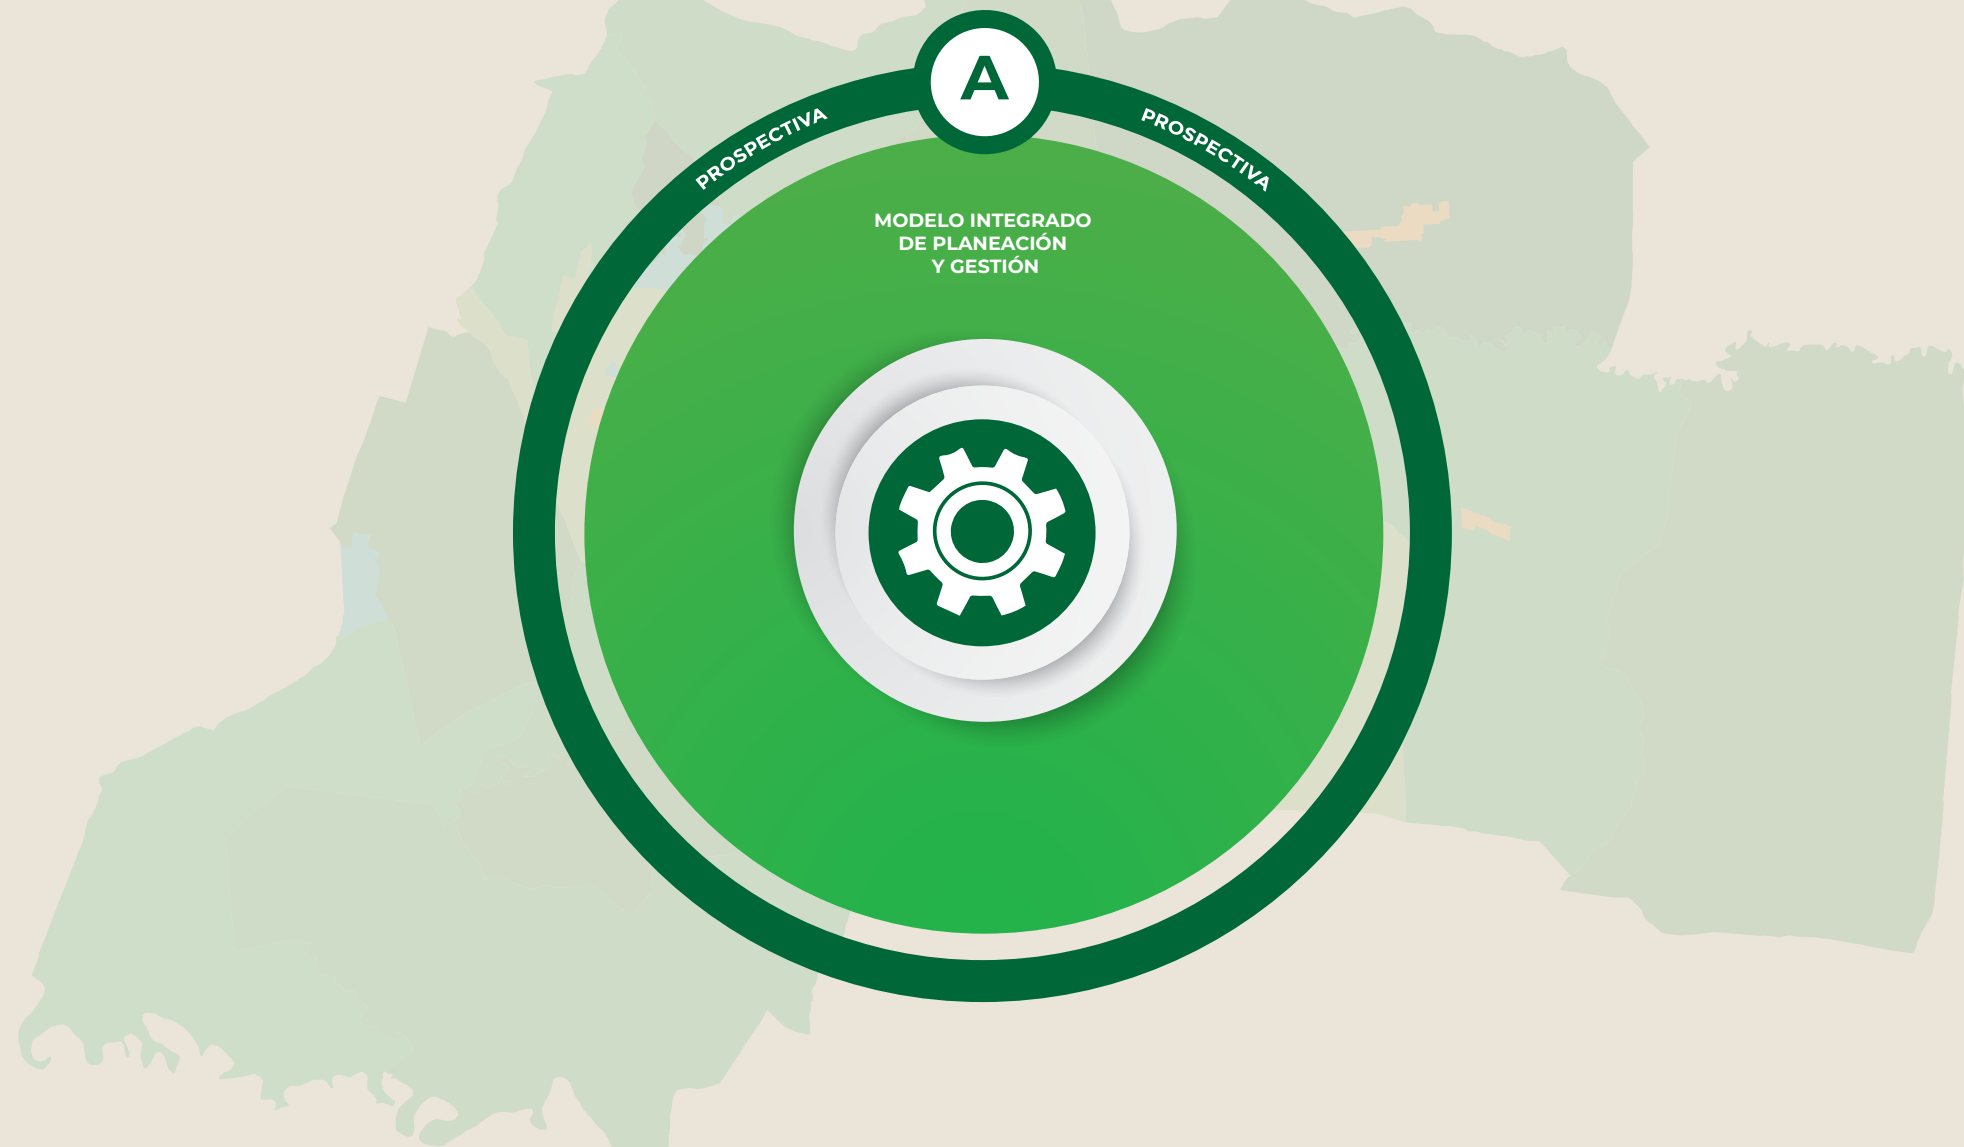 A
PROSPECTIVA
PROSPECTIVA
MODELO INTEGRADO
DE PLANEACIÓN
Y GESTIÓN